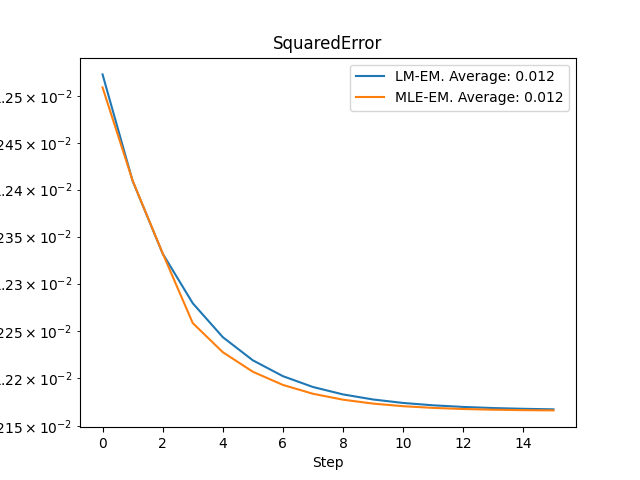 SquaredError
LM-EM. Average: 0.012
MLE-EM. Average: 0.012
.25 × 10⁻²
245 × 10⁻²
.24 × 10⁻²
235 × 10⁻²
.23 × 10⁻²
225 × 10⁻²
.22 × 10⁻²
215 × 10⁻²
0 2 4 6 8 10 12 14
Step